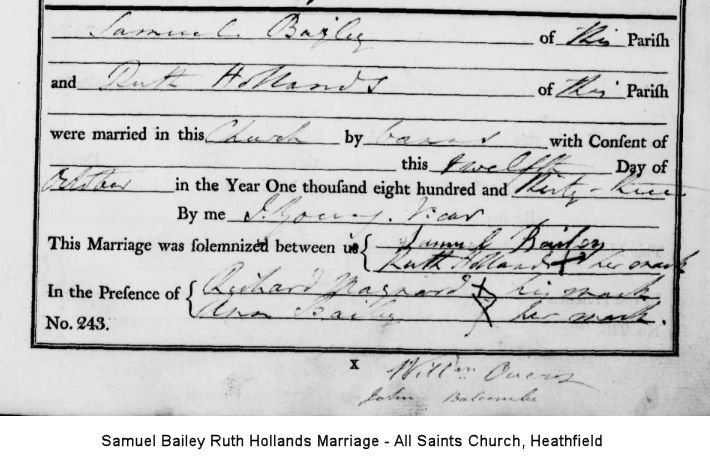 Samuel Bailey of this Parish
and Ruth Hollands of this Parish
were married in this Church by banns with Consent of
this twelfth Day of
October in the Year One thousand eight hundred and Thirty-three
By me J. Young. Vicar
This Marriage was solemnized between us { Samuel Bailey
Ruth Hollands X her mark
In the Presence of { Richard Maynard X his mark
Ann Bailey X her mark.
No. 243.
X
Willm Owens
John Balcombe
Samuel Bailey Ruth Hollands Marriage - All Saints Church, Heathfield